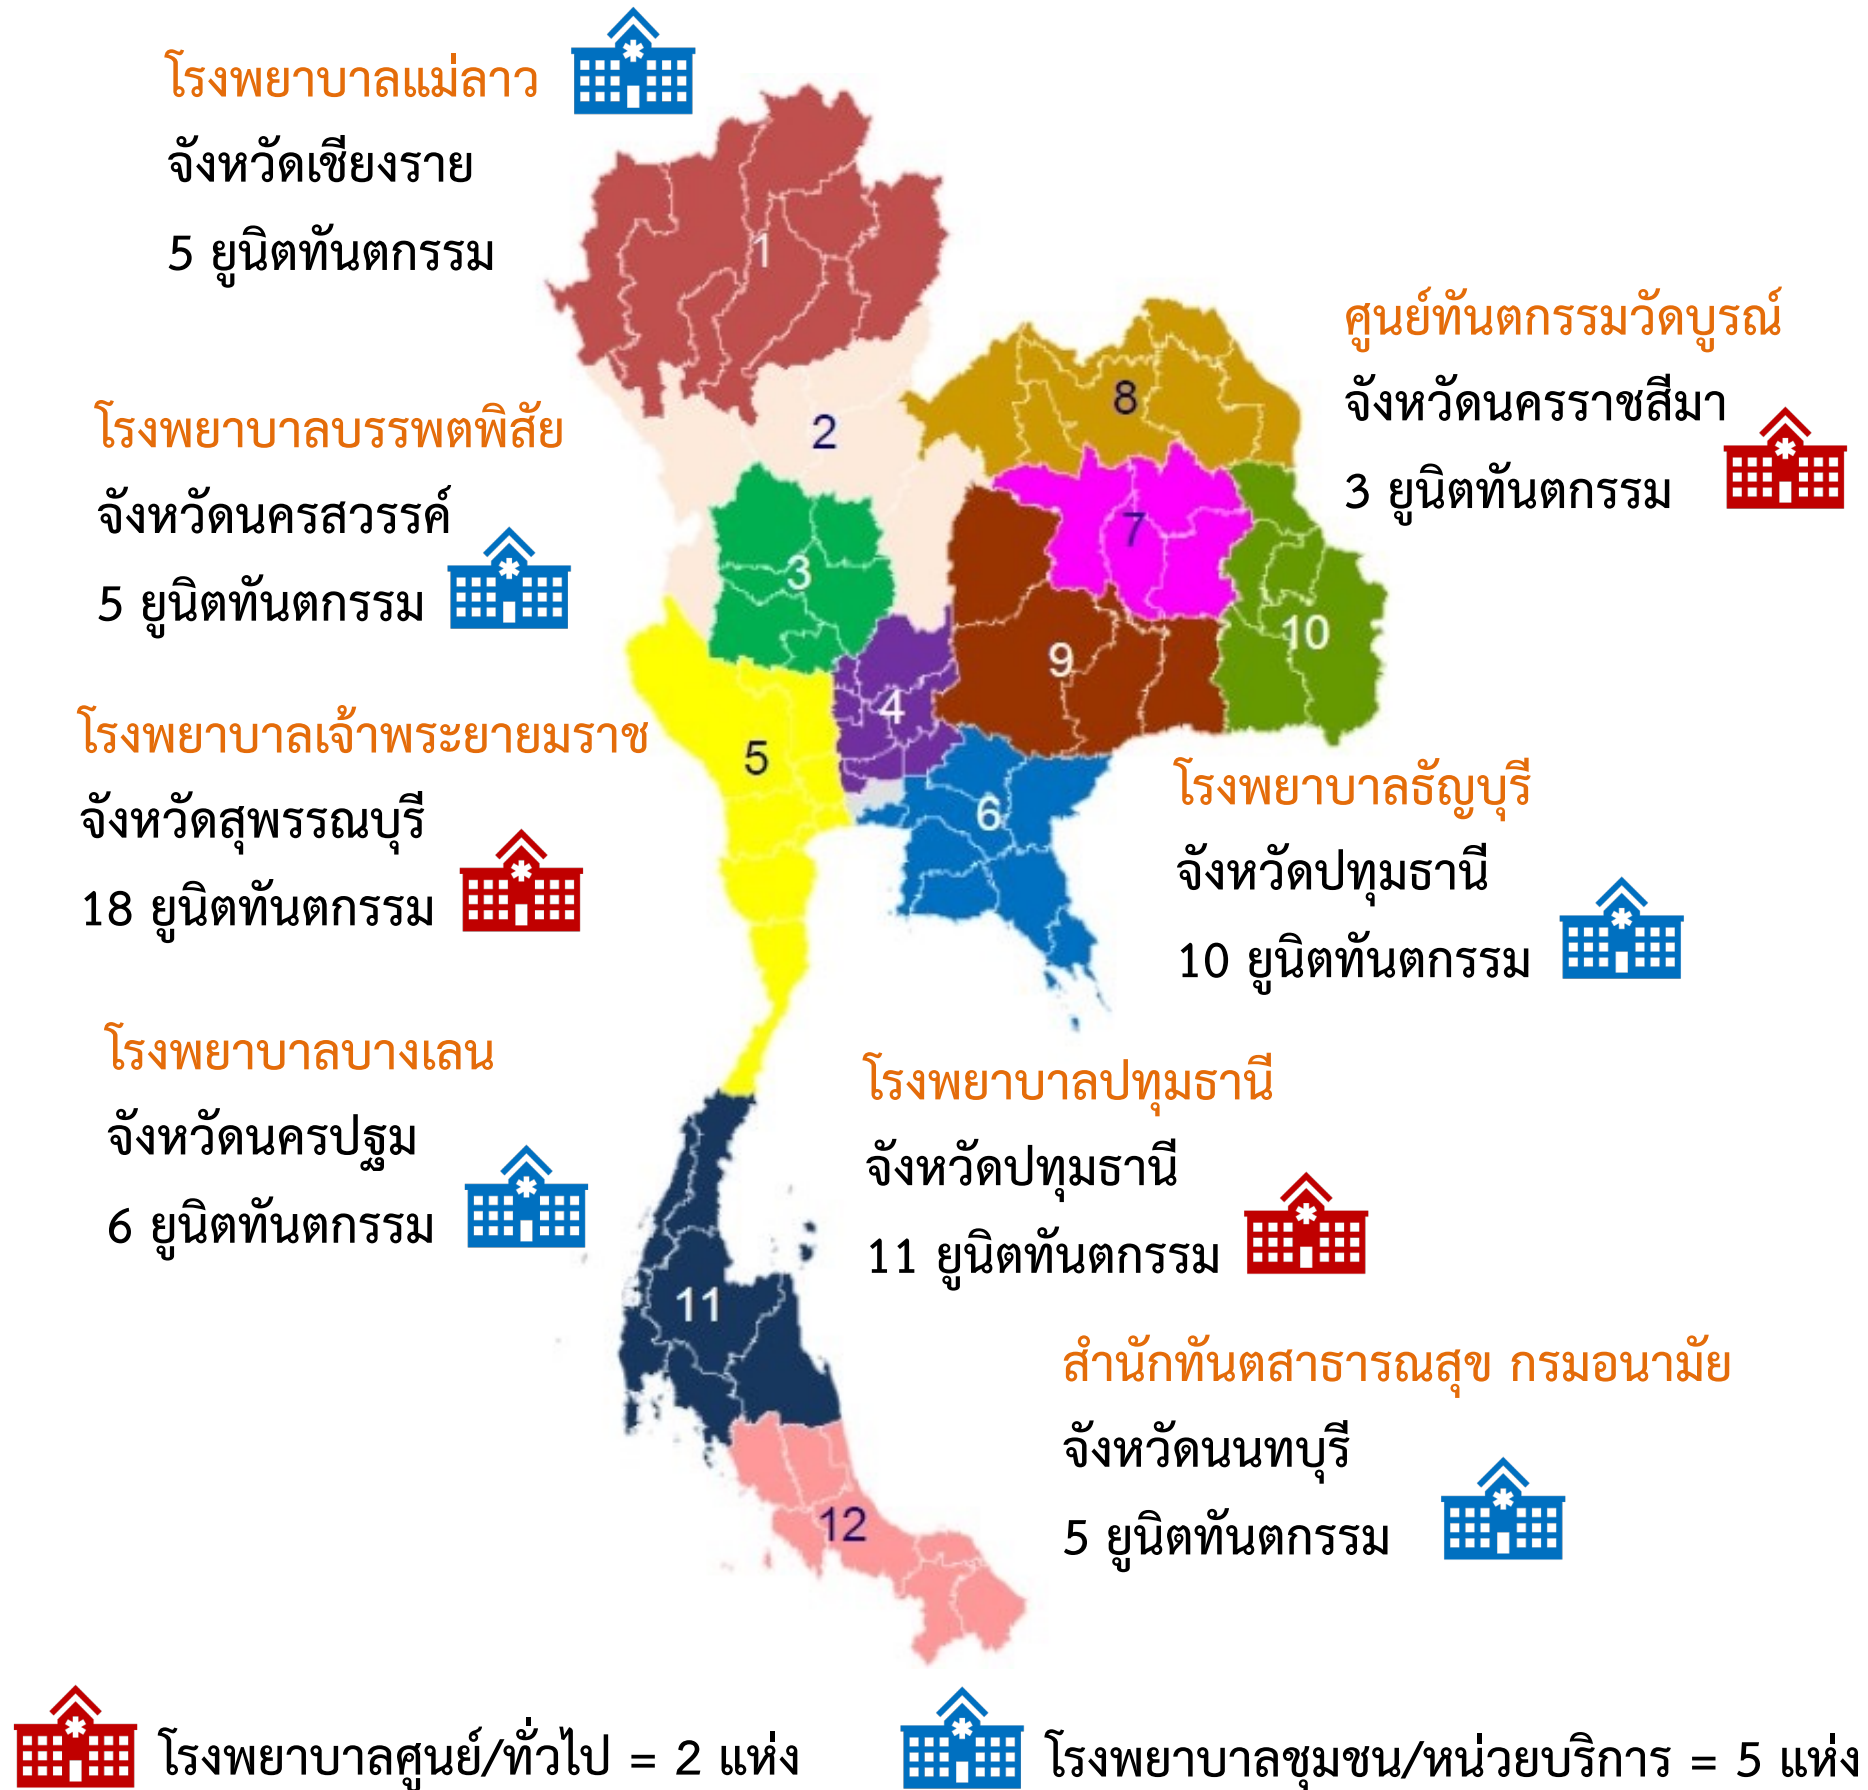 โรงพยาบาลแม่ลาว
จังหวัดเชียงราย
5 ยูนิตทันตกรรม
โรงพยาบาลบรรพตพิสัย
จังหวัดนครสวรรค์
5 ยูนิตทันตกรรม
โรงพยาบาลเจ้าพระยายมราช
จังหวัดสุพรรณบุรี
18 ยูนิตทันตกรรม
โรงพยาบาลบางเลน
จังหวัดนครปฐม
6 ยูนิตทันตกรรม
1
2
3
4
5
6
7
8
9
10
11
12
ศูนย์ทันตกรรมวัดบูรณ์
จังหวัดนครราชสีมา
3 ยูนิตทันตกรรม
โรงพยาบาลธัญบุรี
จังหวัดปทุมธานี
10 ยูนิตทันตกรรม
โรงพยาบาลปทุมธานี
จังหวัดปทุมธานี
11 ยูนิตทันตกรรม
สำนักทันตสาธารณสุข กรมอนามัย
จังหวัดนนทบุรี
5 ยูนิตทันตกรรม
โรงพยาบาลศูนย์/ทั่วไป = 2 แห่ง
โรงพยาบาลชุมชน/หน่วยบริการ = 5 แห่ง